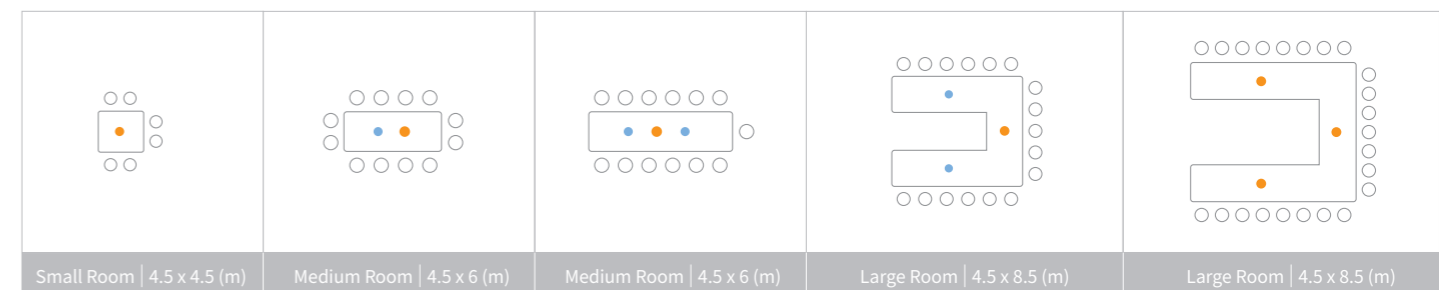 Small Room | 4.5 x 4.5 (m)
Medium Room | 4.5 x 6 (m)
Medium Room | 4.5 x 6 (m)
Large Room | 4.5 x 8.5 (m)
Large Room | 4.5 x 8.5 (m)